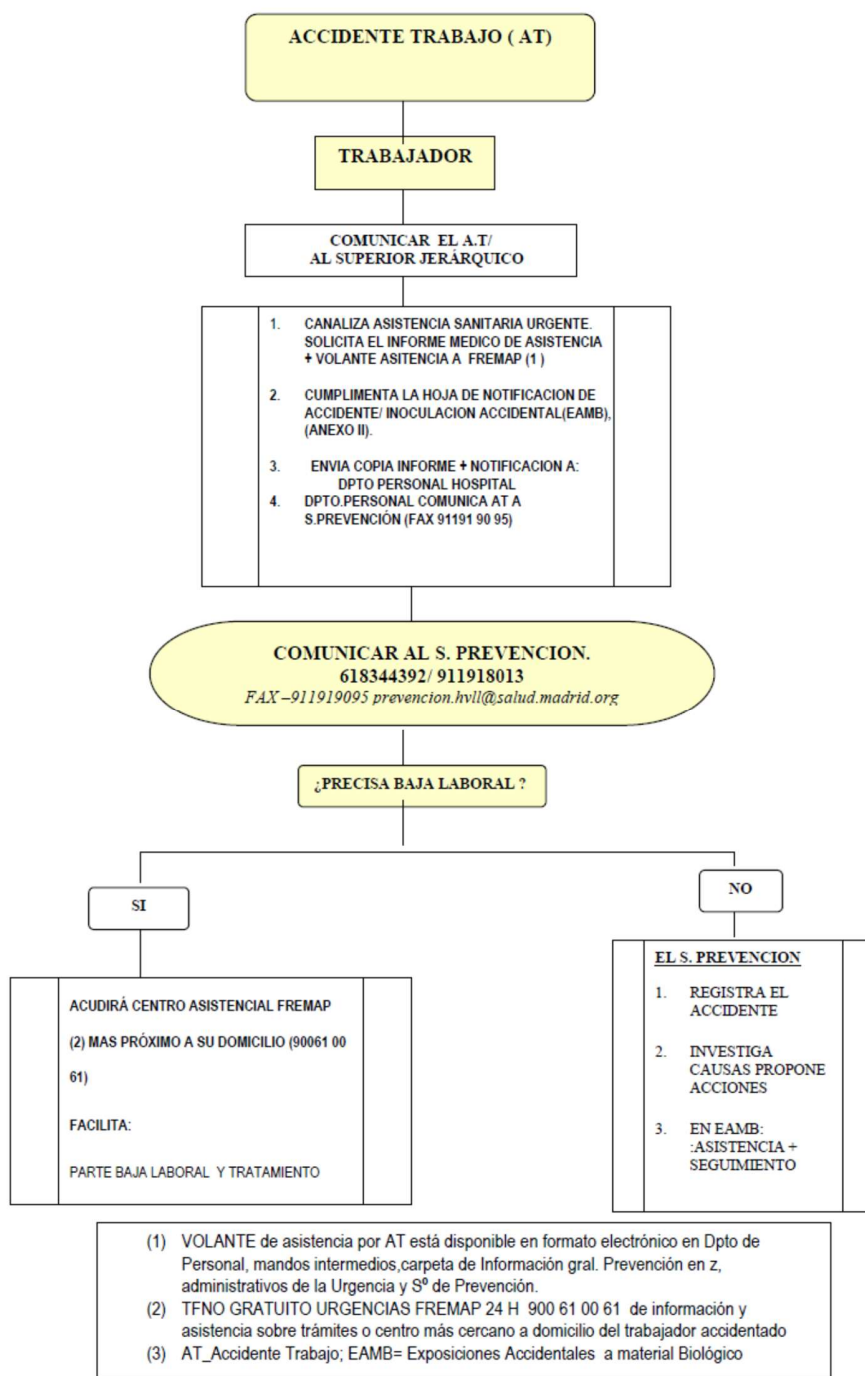 ACCIDENTE TRABAJO ( AT)
TRABAJADOR
COMUNICAR EL A.T/
AL SUPERIOR JERÁRQUICO
1. CANALIZA ASISTENCIA SANITARIA URGENTE.
SOLICITA EL INFORME MEDICO DE ASISTENCIA
+ VOLANTE ASITENCIA A FREMAP (1 )
2. CUMPLIMENTA LA HOJA DE NOTIFICACION DE
ACCIDENTE/ INOCULACION ACCIDENTAL(EAMB),
(ANEXO II).
3. ENVIA COPIA INFORME + NOTIFICACION A:
DPTO PERSONAL HOSPITAL
4. DPTO.PERSONAL COMUNICA AT A
S.PREVENCIÓN (FAX 91191 90 95)
COMUNICAR AL S. PREVENCION.
618344392/ 911918013
FAX –911919095 prevencion.hvll@salud.madrid.org
¿PRECISA BAJA LABORAL ?
SI
NO
ACUDIRÁ CENTRO ASISTENCIAL FREMAP
(2) MAS PRÓXIMO A SU DOMICILIO (90061 00
61)
FACILITA:
PARTE BAJA LABORAL Y TRATAMIENTO
EL S. PREVENCION
1. REGISTRA EL
ACCIDENTE
2. INVESTIGA
CAUSAS PROPONE
ACCIONES
3. EN EAMB:
:ASISTENCIA +
SEGUIMIENTO
(1) VOLANTE de asistencia por AT está disponible en formato electrónico en Dpto de
Personal, mandos intermedios,carpeta de Información gral. Prevención en z,
administrativos de la Urgencia y Sº de Prevención.
(2) TFNO GRATUITO URGENCIAS FREMAP 24 H 900 61 00 61 de información y
asistencia sobre trámites o centro más cercano a domicilio del trabajador accidentado
(3) AT_Accidente Trabajo; EAMB= Exposiciones Accidentales a material Biológico